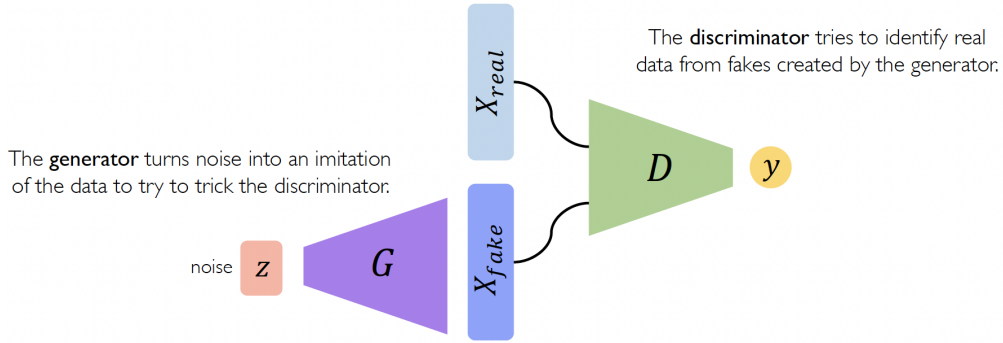 The discriminator tries to identify real
data from fakes created by the generator.
X_real
D
y
The generator turns noise into an imitation
of the data to try to trick the discriminator.
noise
z
G
X_fake